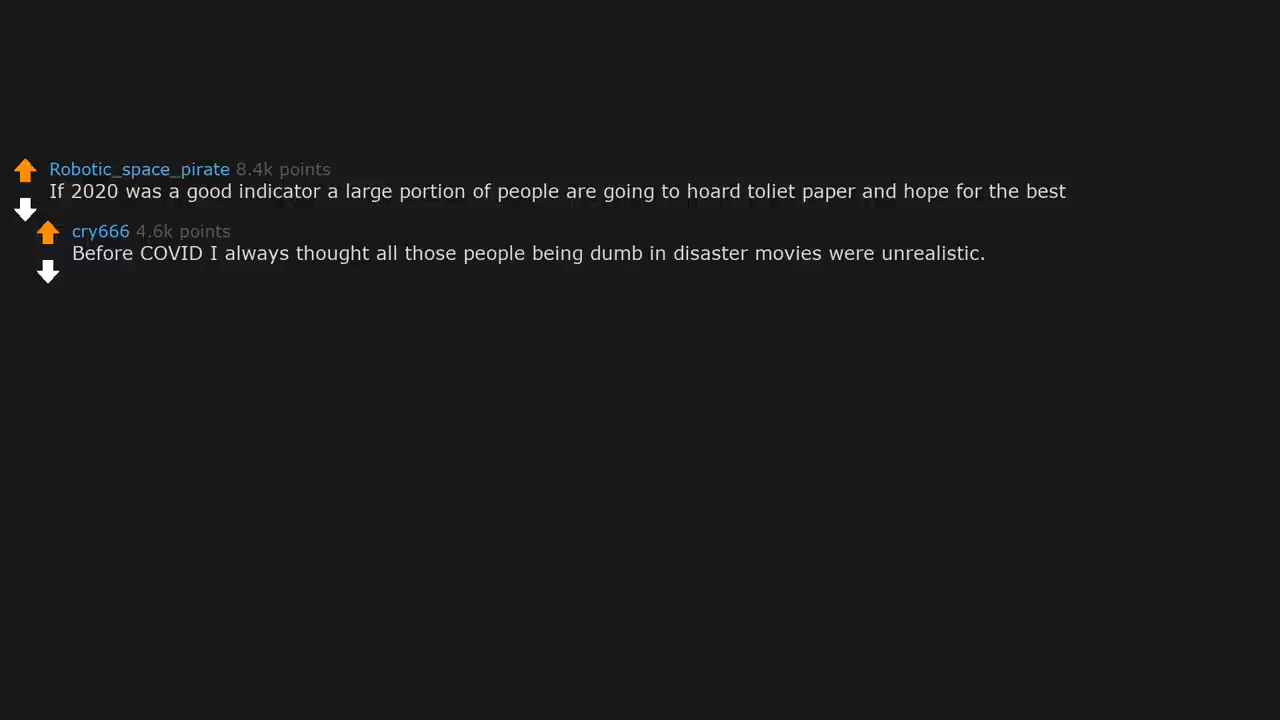 Robotic_space_pirate 8.4k points
If 2020 was a good indicator a large portion of people are going to hoard toliet paper and hope for the best
cry666 4.6k points
Before COVID I always thought all those people being dumb in disaster movies were unrealistic.